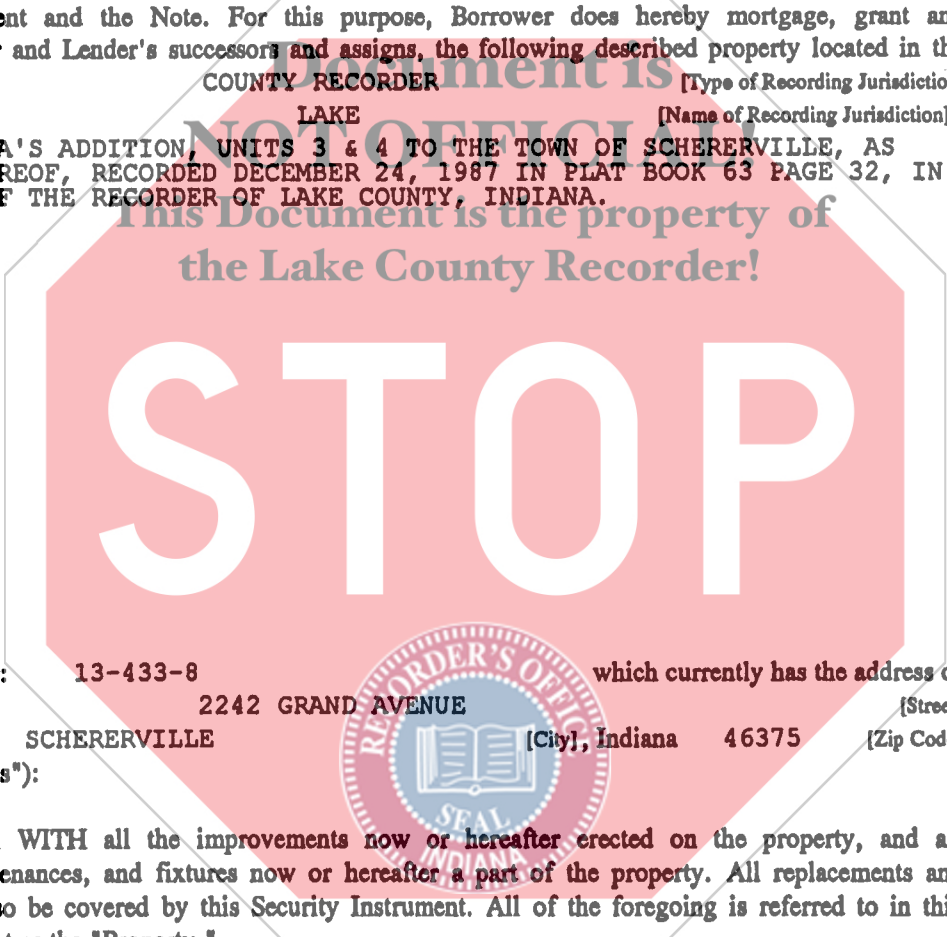 ent and the Note. For this purpose, Borrower does hereby mortgage, grant an
r and Lender's successors and assigns, the following described property located in th
Document is
COUNTY RECORDER [Type of Recording Jurisdictio
LAKE [Name of Recording Jurisdiction]
NOT OFFICIAL!
A'S ADDITION, UNITS 3 & 4 TO THE TOWN OF SCHERERVILLE, AS
REOF, RECORDED DECEMBER 24, 1987 IN PLAT BOOK 63 PAGE 32, IN
F THE RECORDER OF LAKE COUNTY, INDIANA.
This Document is the property of
the Lake County Recorder!
STOP
: 13-433-8 which currently has the address o
2242 GRAND AVENUE [Stree
SCHERERVILLE [City], Indiana 46375 [Zip Cod
s"):
RECORDER'S OFFIC
SEAL
INDIANA
WITH all the improvements now or hereafter erected on the property, and a
enances, and fixtures now or hereafter a part of the property. All replacements an
so be covered by this Security Instrument. All of the foregoing is referred to in thi